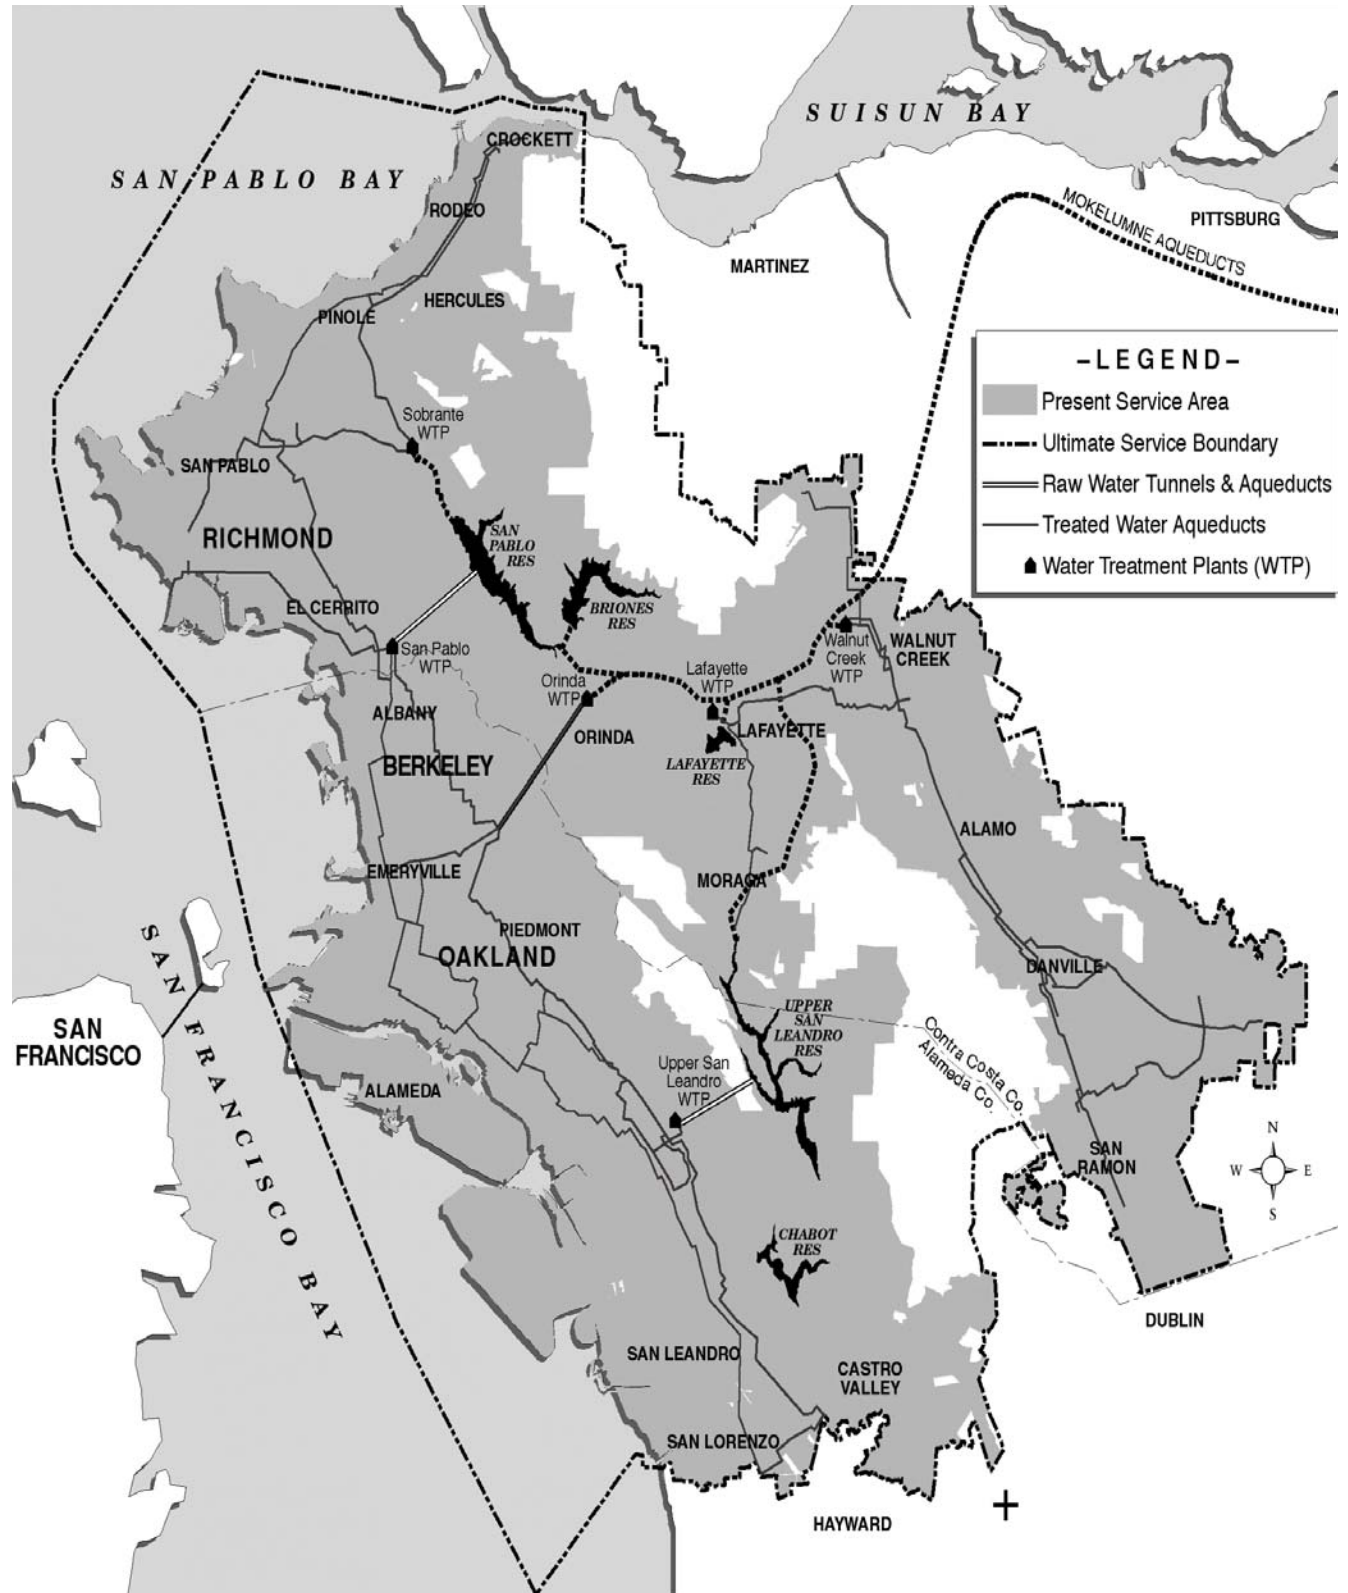 SUISUN BAY
CROCKETT
SAN PABLO BAY
RODEO
MOKELUMNE AQUEDUCTS
PITTSBURG
MARTINEZ
HERCULES
PINOLE
–LEGEND–
Present Service Area
Ultimate Service Boundary
Raw Water Tunnels & Aqueducts
Treated Water Aqueducts
Water Treatment Plants (WTP)
Sobrante
WTP
SAN PABLO
RICHMOND
SAN
PABLO
RES
EL CERRITO
BRIONES
RES
San Pablo
WTP
Walnut
Creek
WTP
WALNUT
CREEK
Orinda
WTP
Lafayette
WTP
ALBANY
ORINDA
LAFAYETTE
BERKELEY
LAFAYETTE
RES
ALAMO
EMERYVILLE
MORAGA
PIEDMONT
OAKLAND
DANVILLE
SAN FRANCISCO BAY
SAN
FRANCISCO
UPPER
SAN
LEANDRO
RES
Contra Costa Co.
Alameda Co.
Upper San
Leandro
WTP
ALAMEDA
SAN
RAMON
N
W E
S
CHABOT
RES
DUBLIN
SAN LEANDRO
CASTRO
VALLEY
SAN LORENZO
HAYWARD